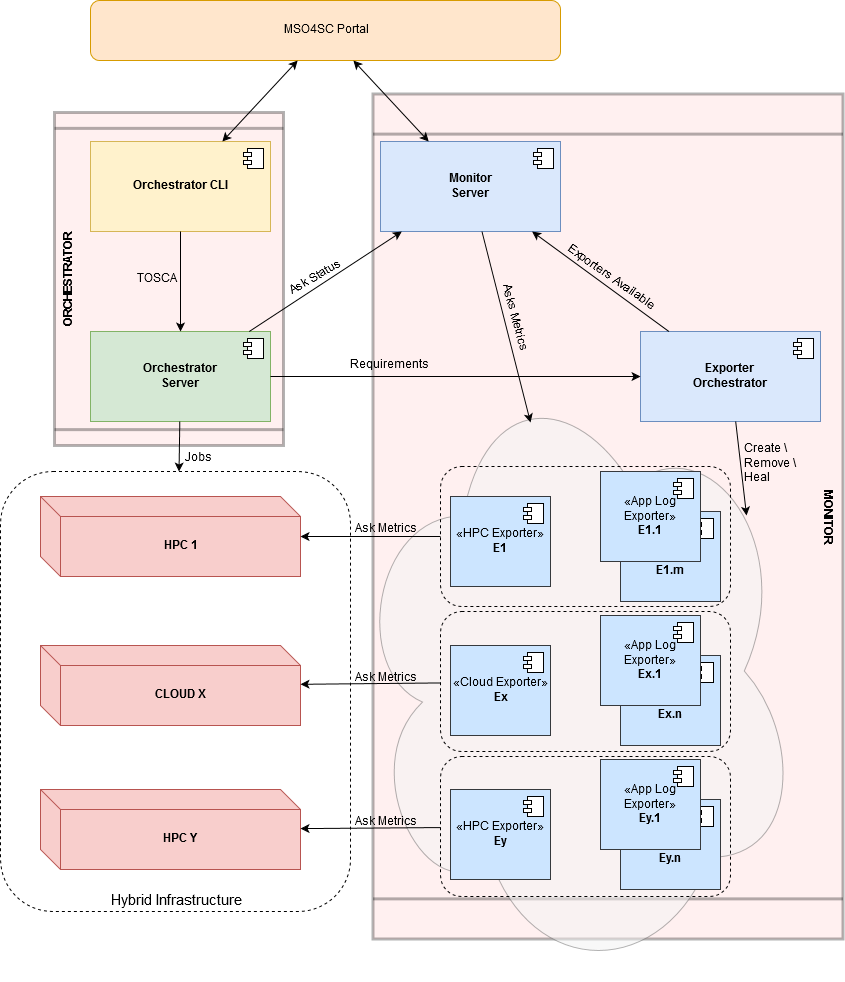 MSO4SC Portal
ORCHESTRATOR
Orchestrator CLI
TOSCA
Orchestrator
Server
Jobs
Ask Status
Requirements
Monitor
Server
Asks Metrics
Exporters Available
Exporter
Orchestrator
Create \
Remove \
Heal
MONITOR
HPC 1
Ask Metrics
«HPC Exporter»
E1
«App Log
Exporter»
E1.1
E1.m
CLOUD X
Ask Metrics
«Cloud Exporter»
Ex
«App Log
Exporter»
Ex.1
Ex.n
HPC Y
Ask Metrics
«HPC Exporter»
Ey
«App Log
Exporter»
Ey.1
Ey.n
Hybrid Infrastructure